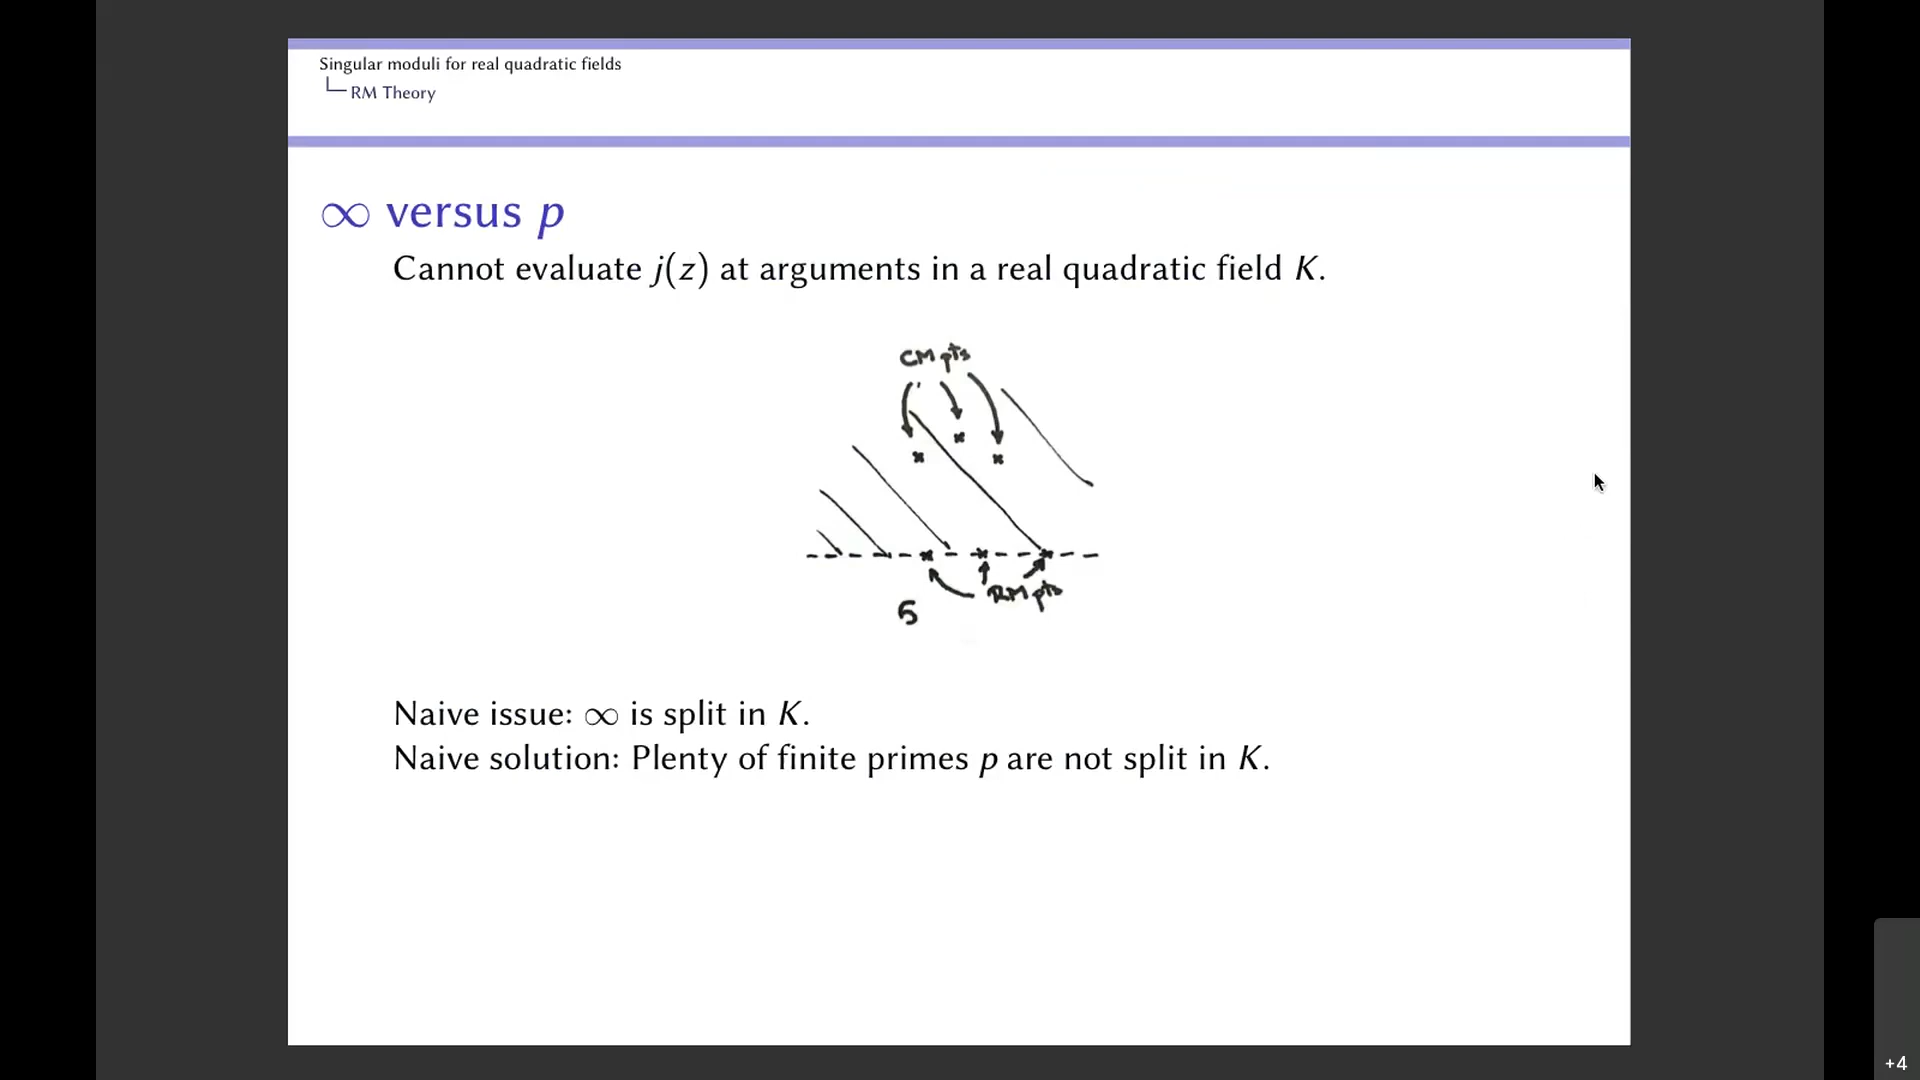 Singular moduli for real quadratic fields
RM Theory
∞ versus p
Cannot evaluate j(z) at arguments in a real quadratic field K.
CM pts
RM pts
Naive issue: ∞ is split in K.
Naive solution: Plenty of finite primes p are not split in K.
+4